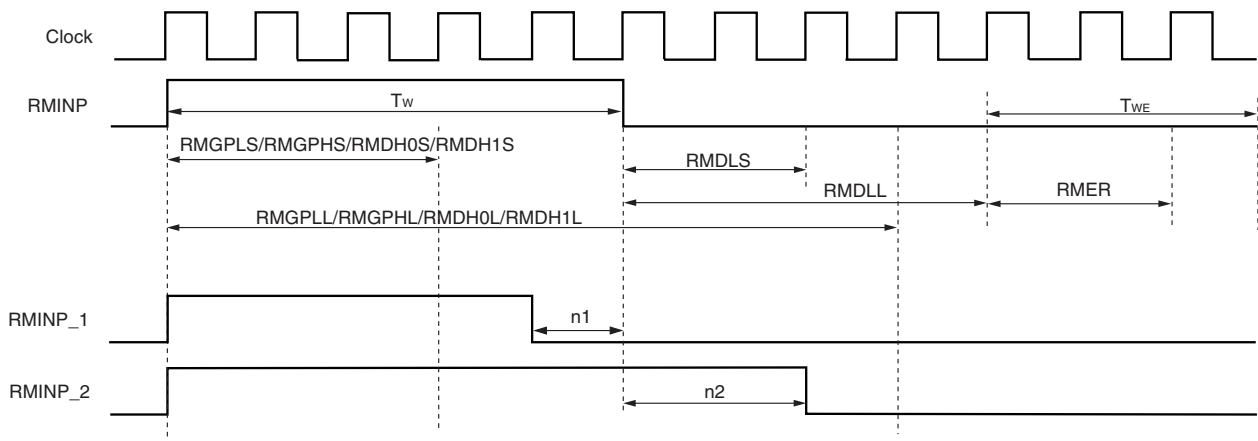 Clock
RMINP
Tw
TWE
RMGPLS/RMGPHS/RMDH0S/RMDH1S
RMDLS
RMDLL
RMER
RMGPLL/RMGPHL/RMDH0L/RMDH1L
RMINP_1
n1
RMINP_2
n2